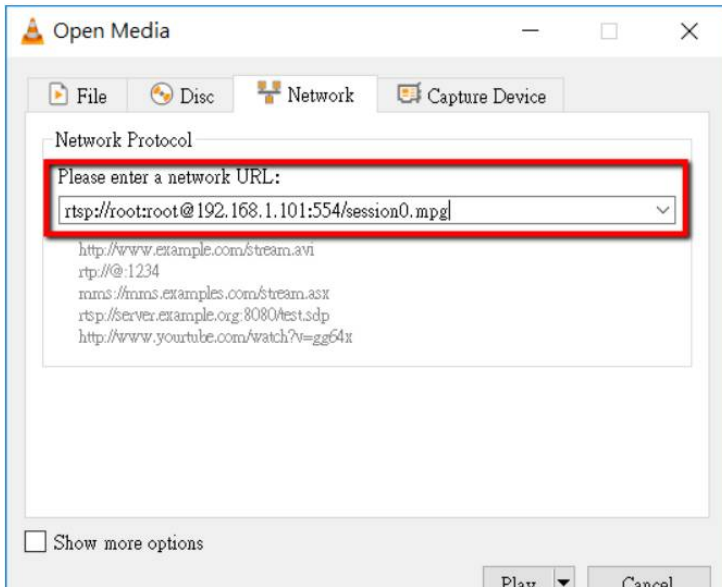 Open Media
File Disc Network Capture Device
Network Protocol
Please enter a network URL:
rtsp://root:root@192.168.1.101:554/session0.mpg
http://www.example.com/stream.avi
rtp://@:1234
mms://mms.examples.com/stream.asx
rtsp://server.example.org:8080/test.sdp
http://www.yourtube.com/watch?v=gg64x
Show more options
Play Cancel